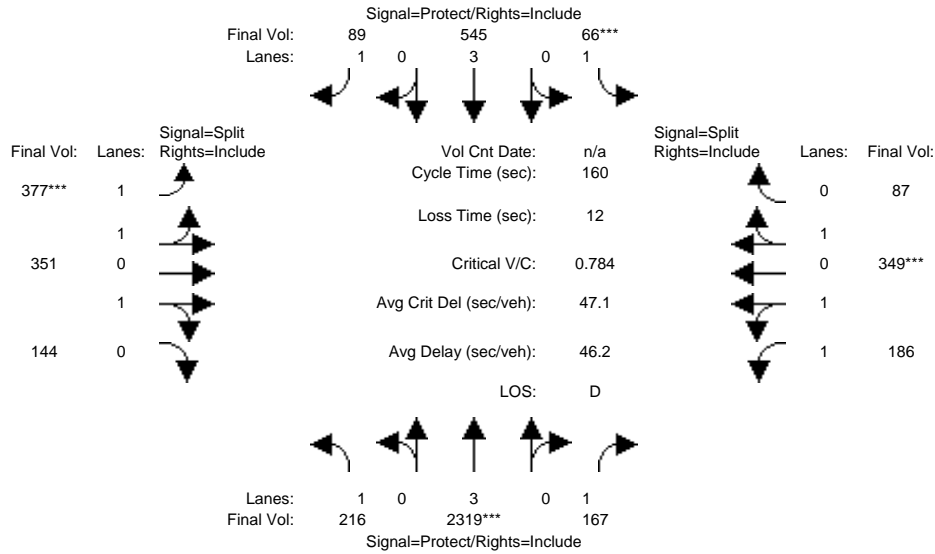 Signal=Protect/Rights=Include
Final Vol: 89 545 66***
Lanes: 1 0 3 0 1
Signal=Split Signal=Split
Final Vol: Lanes: Rights=Include Vol Cnt Date: n/a Rights=Include Lanes: Final Vol:
Cycle Time (sec): 160
377*** 1 0 87
Loss Time (sec): 12
1 1
351 0 Critical V/C: 0.784 0 349***
1 Avg Crit Del (sec/veh): 47.1 1
144 0 Avg Delay (sec/veh): 46.2 1 186
LOS: D
Lanes: 1 0 3 0 1
Final Vol: 216 2319*** 167
Signal=Protect/Rights=Include